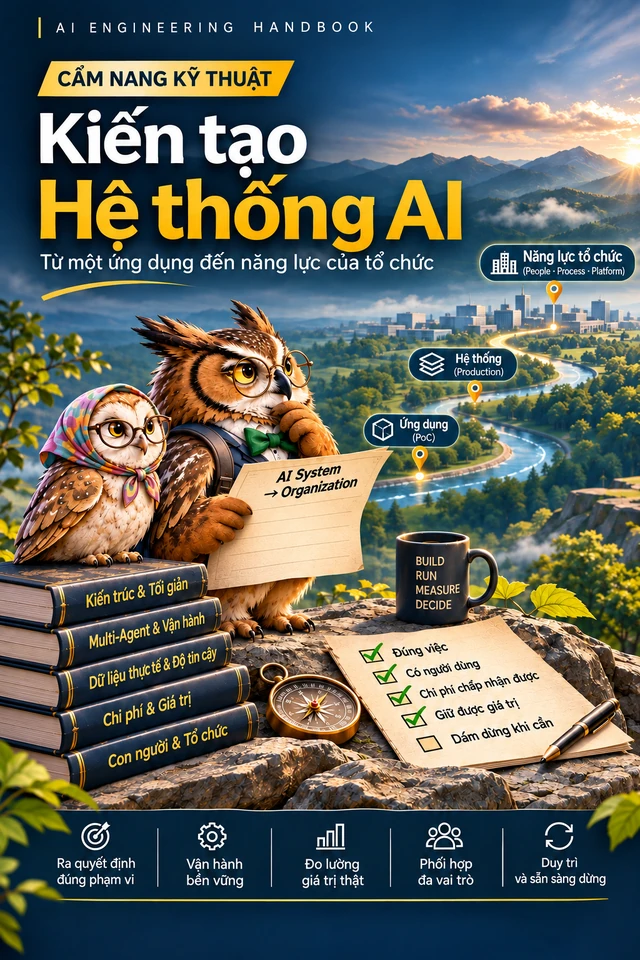 AI ENGINEERING HANDBOOK
CẨM NANG KỸ THUẬT
Kiến tạo
Hệ thống AI
Từ một ứng dụng đến năng lực của tổ chức
Năng lực tổ chức
(People · Process · Platform)
Hệ thống
(Production)
Ứng dụng
(PoC)
AI System
→ Organization
BUILD
RUN
MEASURE
DECIDE
Kiến trúc & Tối giản
Multi-Agent & Vận hành
Dữ liệu thực tế & Độ tin cậy
Chi phí & Giá trị
Con người & Tổ chức
Đúng việc
Có người dùng
Chi phí chấp nhận được
Giữ được giá trị
Dám dừng khi cần
Ra quyết định
đúng phạm vi
Vận hành
bền vững
Đo lường
giá trị thật
Phối hợp
đa vai trò
Duy trì
và sẵn sàng dừng